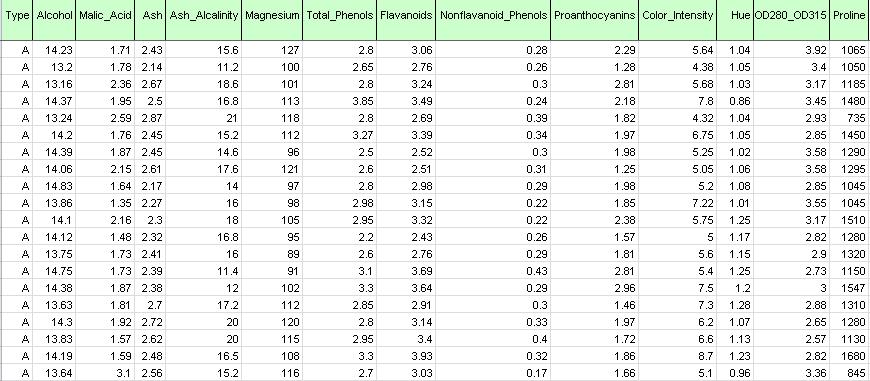 Type Alcohol Malic_Acid Ash Ash_Alcalinity Magnesium Total_Phenols Flavanoids Nonflavanoid_Phenols Proanthocyanins Color_Intensity Hue OD280_OD315 Proline
A 14.23 1.71 2.43 15.6 127 2.8 3.06 0.28 2.29 5.64 1.04 3.92 1065
A 13.2 1.78 2.14 11.2 100 2.65 2.76 0.26 1.28 4.38 1.05 3.4 1050
A 13.16 2.36 2.67 18.6 101 2.8 3.24 0.3 2.81 5.68 1.03 3.17 1185
A 14.37 1.95 2.5 16.8 113 3.85 3.49 0.24 2.18 7.8 0.86 3.45 1480
A 13.24 2.59 2.87 21 118 2.8 2.69 0.39 1.82 4.32 1.04 2.93 735
A 14.2 1.76 2.45 15.2 112 3.27 3.39 0.34 1.97 6.75 1.05 2.85 1450
A 14.39 1.87 2.45 14.6 96 2.5 2.52 0.3 1.98 5.25 1.02 3.58 1290
A 14.06 2.15 2.61 17.6 121 2.6 2.51 0.31 1.25 5.05 1.06 3.58 1295
A 14.83 1.64 2.17 14 97 2.8 2.98 0.29 1.98 5.2 1.08 2.85 1045
A 13.86 1.35 2.27 16 98 2.98 3.15 0.22 1.85 7.22 1.01 3.55 1045
A 14.1 2.16 2.3 18 105 2.95 3.32 0.22 2.38 5.75 1.25 3.17 1510
A 14.12 1.48 2.32 16.8 95 2.2 2.43 0.26 1.57 5 1.17 2.82 1280
A 13.75 1.73 2.41 16 89 2.6 2.76 0.29 1.81 5.6 1.15 2.9 1320
A 14.75 1.73 2.39 11.4 91 3.1 3.69 0.43 2.81 5.4 1.25 2.73 1150
A 14.38 1.87 2.38 12 102 3.3 3.64 0.29 2.96 7.5 1.2 3 1547
A 13.63 1.81 2.7 17.2 112 2.85 2.91 0.3 1.46 7.3 1.28 2.88 1310
A 14.3 1.92 2.72 20 120 2.8 3.14 0.33 1.97 6.2 1.07 2.65 1280
A 13.83 1.57 2.62 20 115 2.95 3.4 0.4 1.72 6.6 1.13 2.57 1130
A 14.19 1.59 2.48 16.5 108 3.3 3.93 0.32 1.86 8.7 1.23 2.82 1680
A 13.64 3.1 2.56 15.2 116 2.7 3.03 0.17 1.66 5.1 0.96 3.36 845